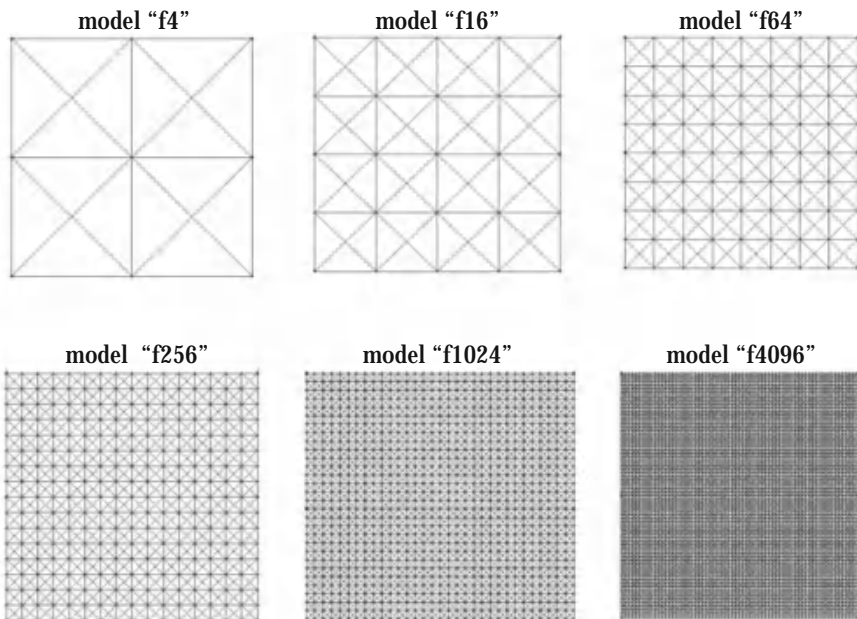 model “f4”
model “f16”
model “f64”
model “f256”
model “f1024”
model “f4096”